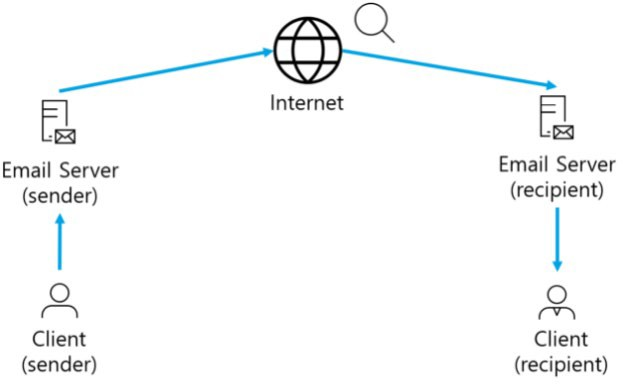 Internet
Email Server
(sender)
Email Server
(recipient)
Client
(sender)
Client
(recipient)